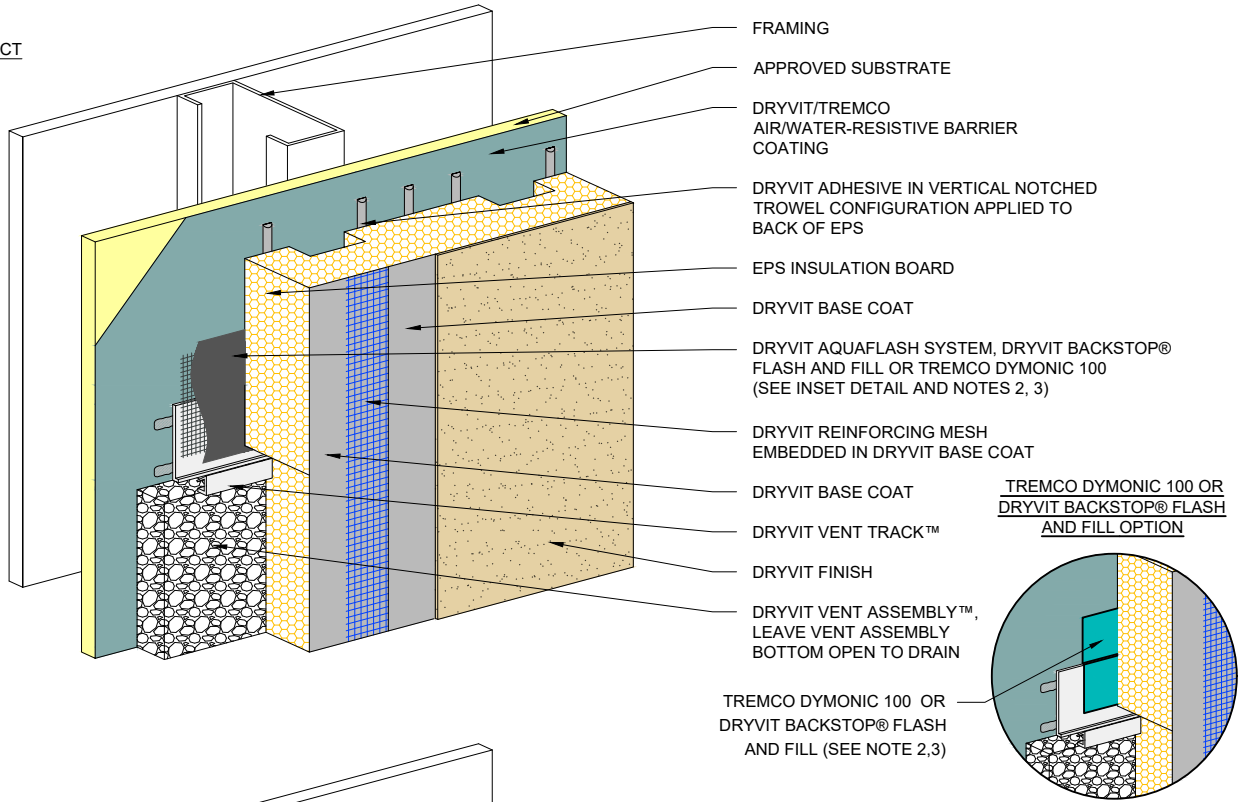 CT
FRAMING
APPROVED SUBSTRATE
DRYVIT/TREMCO
AIR/WATER-RESISTIVE BARRIER
COATING
DRYVIT ADHESIVE IN VERTICAL NOTCHED
TROWEL CONFIGURATION APPLIED TO
BACK OF EPS
EPS INSULATION BOARD
DRYVIT BASE COAT
DRYVIT AQUAFLASH SYSTEM, DRYVIT BACKSTOP®
FLASH AND FILL OR TREMCO DYMONIC 100
(SEE INSET DETAIL AND NOTES 2, 3)
DRYVIT REINFORCING MESH
EMBEDDED IN DRYVIT BASE COAT
DRYVIT BASE COAT
DRYVIT VENT TRACK™
DRYVIT FINISH
DRYVIT VENT ASSEMBLY™,
LEAVE VENT ASSEMBLY
BOTTOM OPEN TO DRAIN
TREMCO DYMONIC 100 OR
DRYVIT BACKSTOP® FLASH
AND FILL OPTION
TREMCO DYMONIC 100 OR
DRYVIT BACKSTOP® FLASH
AND FILL (SEE NOTE 2,3)